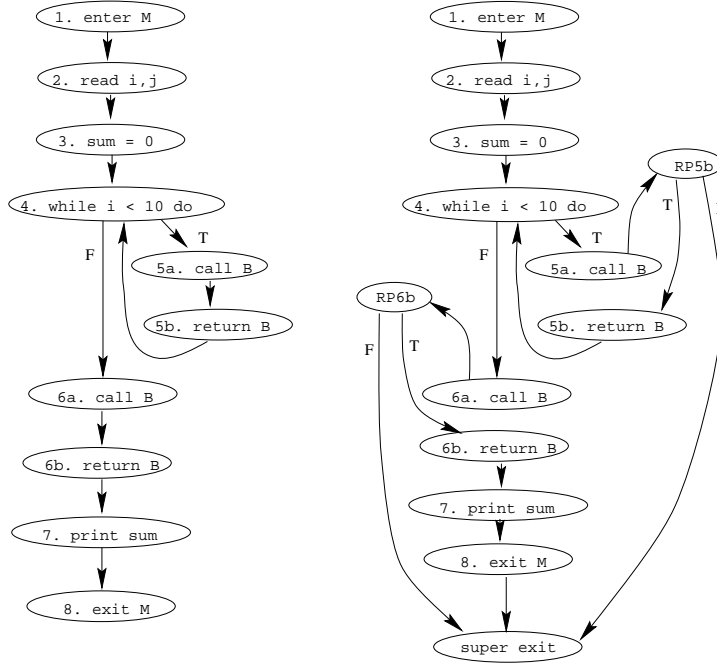 1. enter M
2. read i,j
3. sum = 0
4. while i < 10 do
T
F
5a. call B
5b. return B
6a. call B
6b. return B
7. print sum
8. exit M
1. enter M
2. read i,j
3. sum = 0
RP5b
4. while i < 10 do
T
T
F
5a. call B
RP6b
5b. return B
F
T
6a. call B
6b. return B
7. print sum
8. exit M
super exit